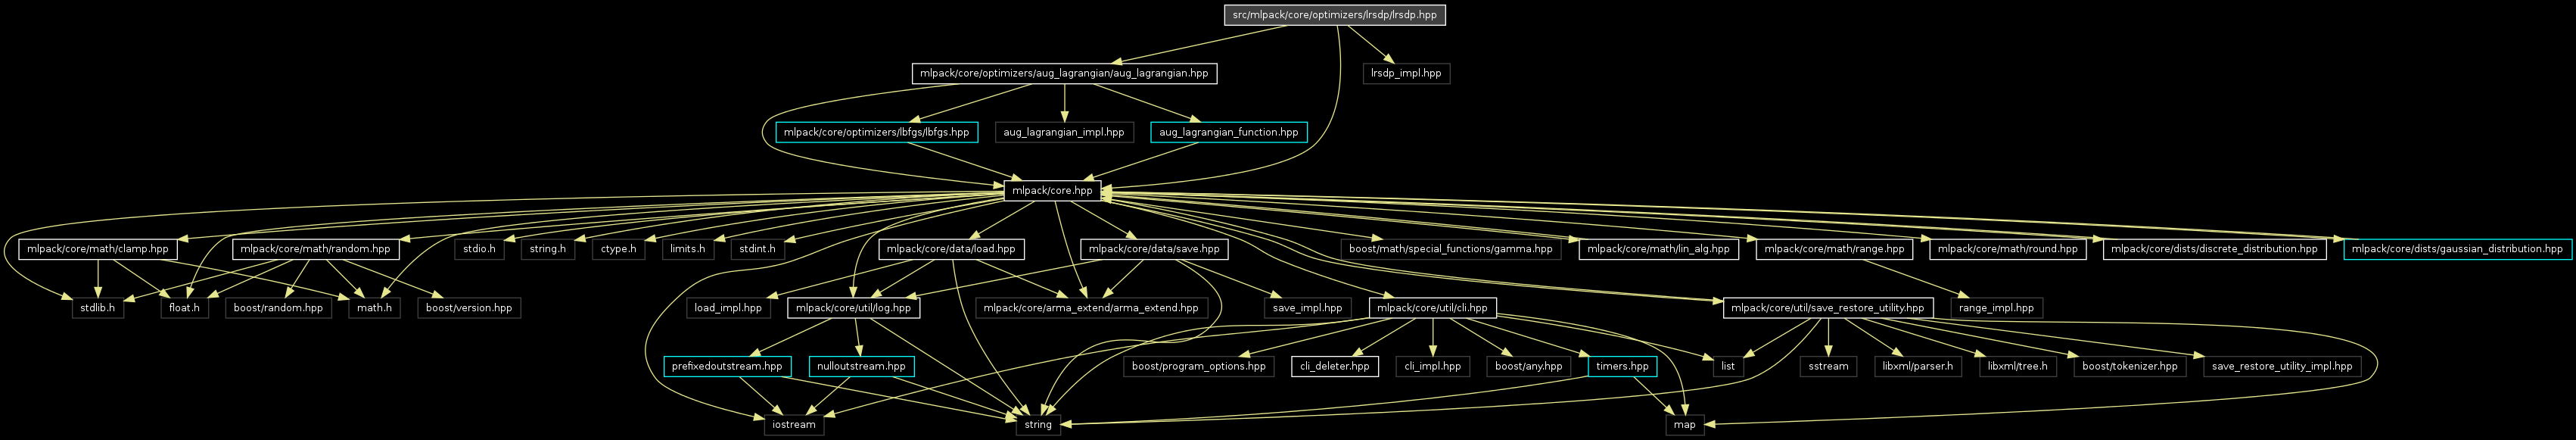 src/mlpack/core/optimizers/lrsdp/lrsdp.hpp
mlpack/core/optimizers/aug_lagrangian/aug_lagrangian.hpp
lrsdp_impl.hpp
mlpack/core/optimizers/lbfgs/lbfgs.hpp
aug_lagrangian_impl.hpp
aug_lagrangian_function.hpp
mlpack/core.hpp
mlpack/core/math/clamp.hpp
mlpack/core/math/random.hpp
stdio.h
string.h
ctype.h
limits.h
stdint.h
mlpack/core/data/load.hpp
mlpack/core/data/save.hpp
boost/math/special_functions/gamma.hpp
mlpack/core/math/lin_alg.hpp
mlpack/core/math/range.hpp
mlpack/core/math/round.hpp
mlpack/core/dists/discrete_distribution.hpp
mlpack/core/dists/gaussian_distribution.hpp
stdlib.h
float.h
boost/random.hpp
math.h
boost/version.hpp
load_impl.hpp
mlpack/core/util/log.hpp
mlpack/core/arma_extend/arma_extend.hpp
save_impl.hpp
mlpack/core/util/cli.hpp
mlpack/core/util/save_restore_utility.hpp
range_impl.hpp
prefixedoutstream.hpp
nulloutstream.hpp
boost/program_options.hpp
cli_deleter.hpp
cli_impl.hpp
boost/any.hpp
timers.hpp
list
sstream
libxml/parser.h
libxml/tree.h
boost/tokenizer.hpp
save_restore_utility_impl.hpp
iostream
string
map